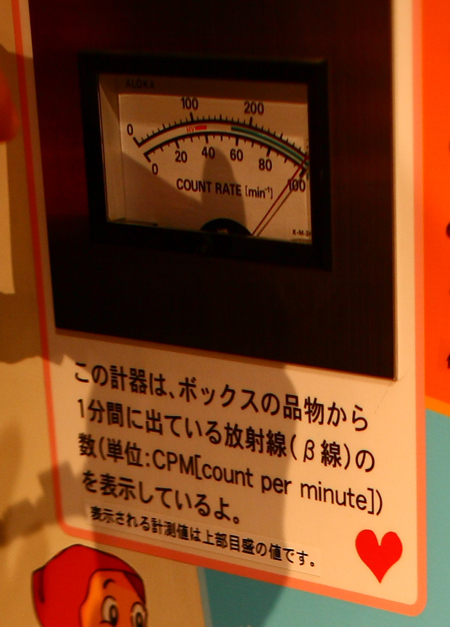 ALOKA
100 200
0
0 20 40 60 80 100
COUNT RATE [min⁻¹]
この計器は、ボックスの品物から
1分間に出ている放射線(β線)の
数(単位:CPM[count per minute])
を表示しているよ。
表示される計測値は上部目盛の値です。